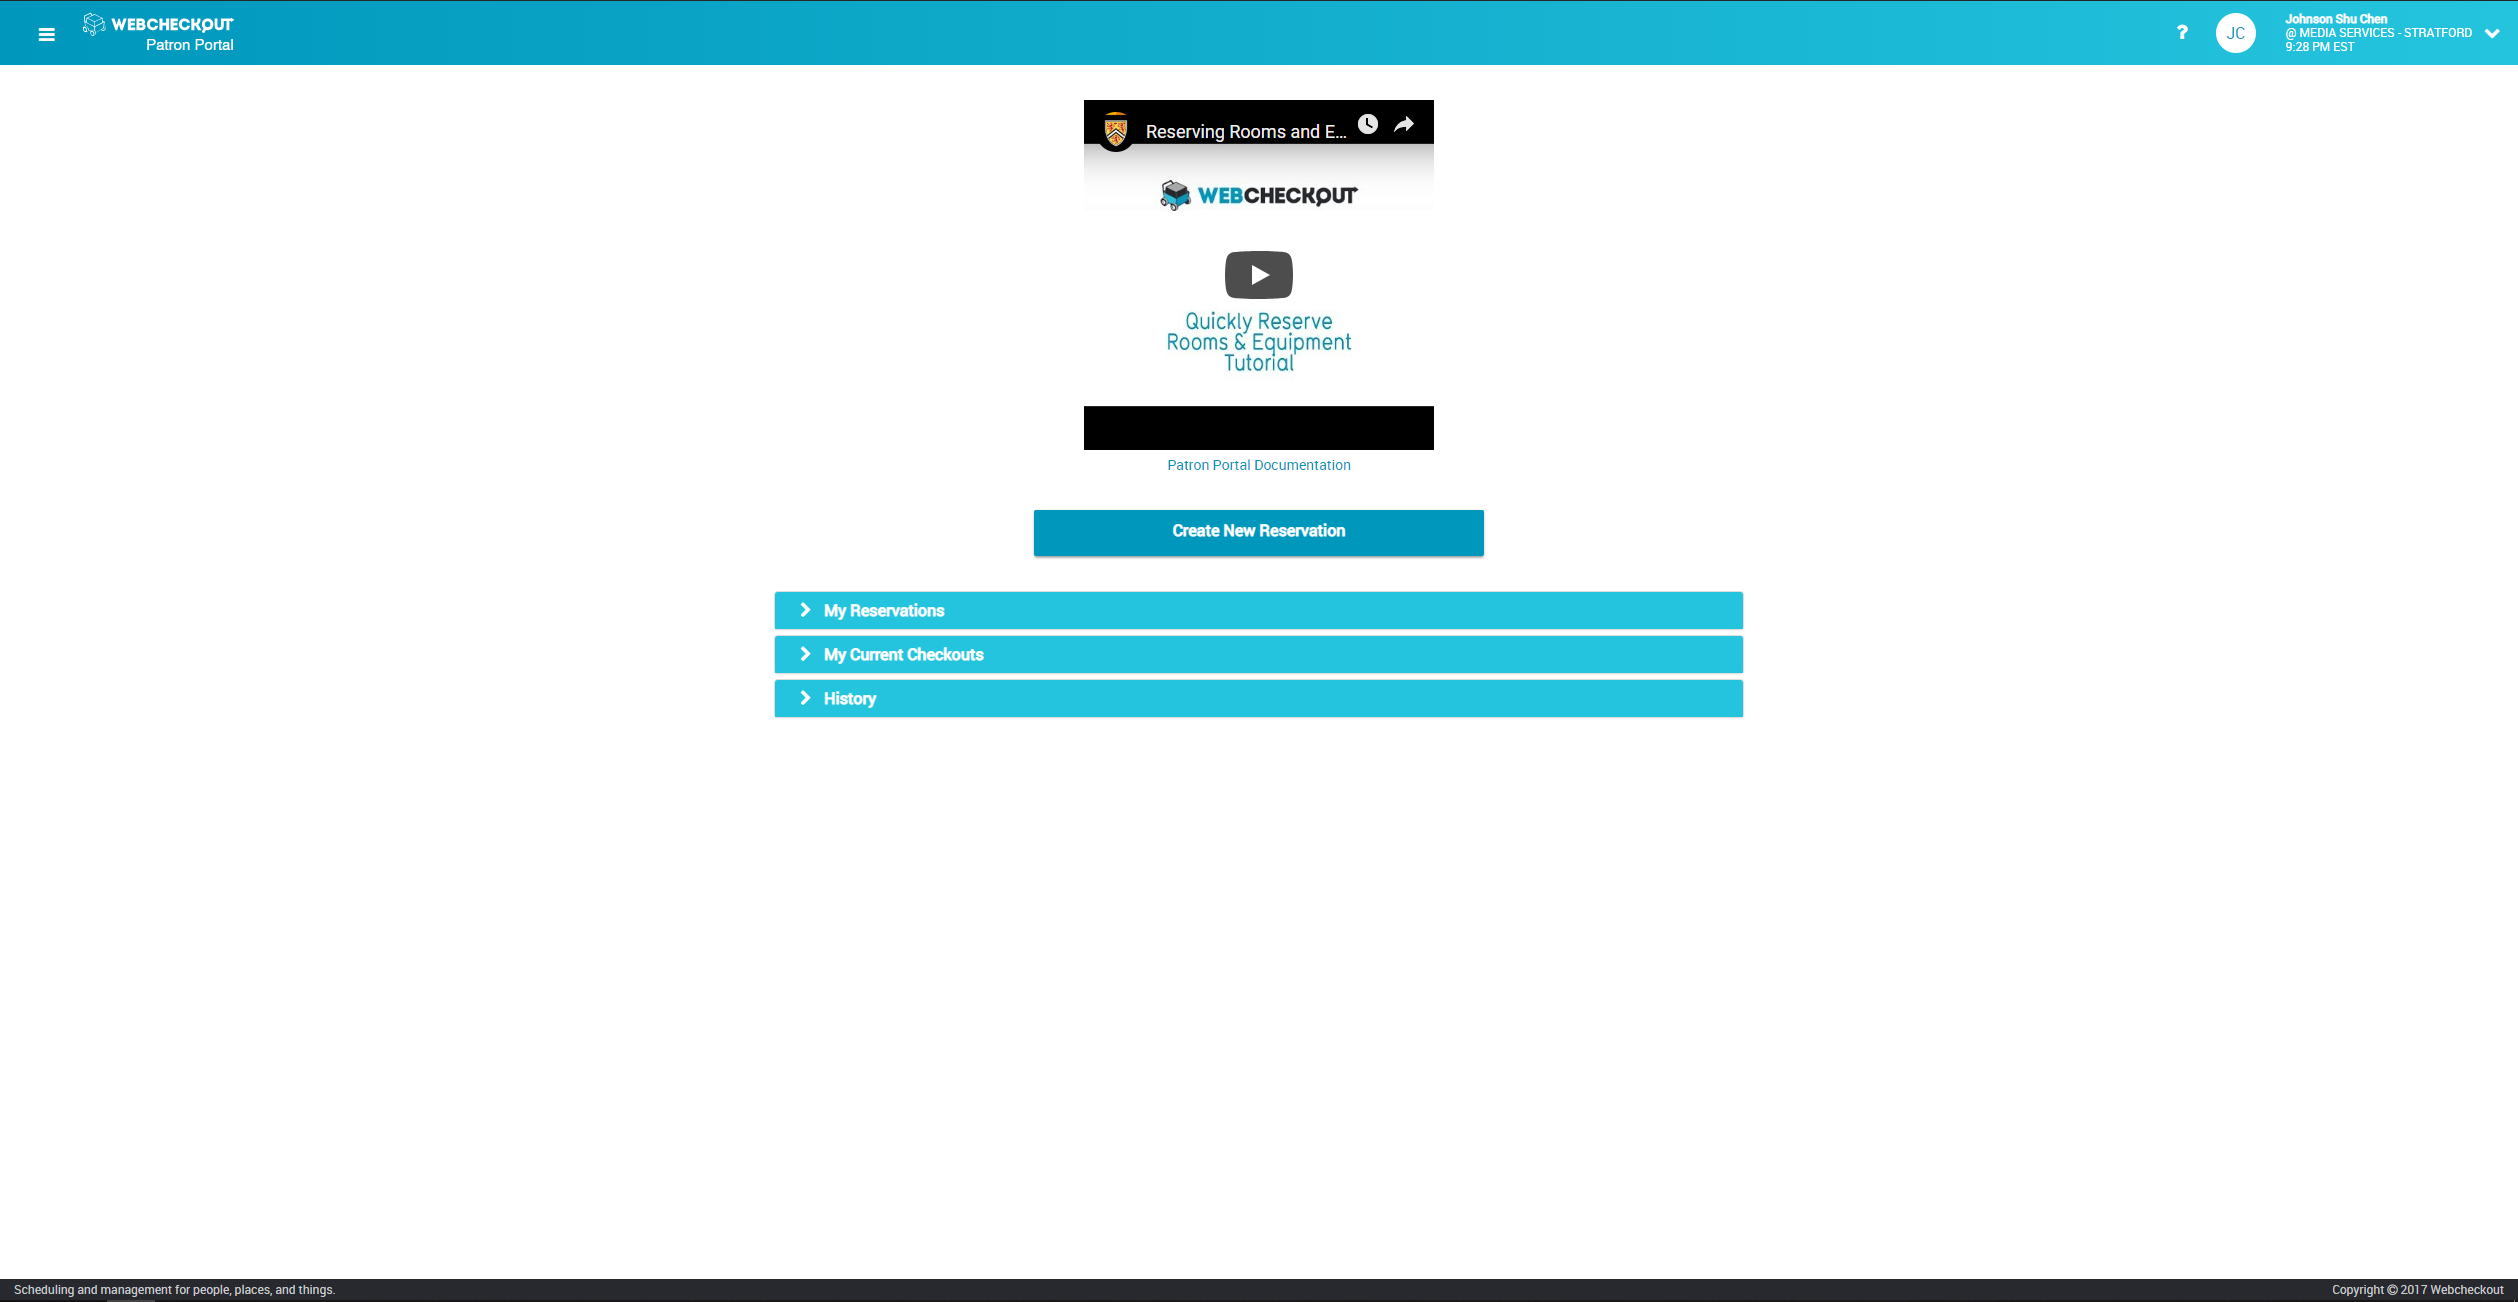 WEBCHECKOUT
Patron Portal
?
JC
Johnson Shu Chen
@ MEDIA SERVICES - STRATFORD
9:28 PM EST
Reserving Rooms and E...
WEBCHECKOUT
Quickly Reserve
Rooms & Equipment
Tutorial
Patron Portal Documentation
Create New Reservation
My Reservations
My Current Checkouts
History
Scheduling and management for people, places, and things.
Copyright © 2017 Webcheckout